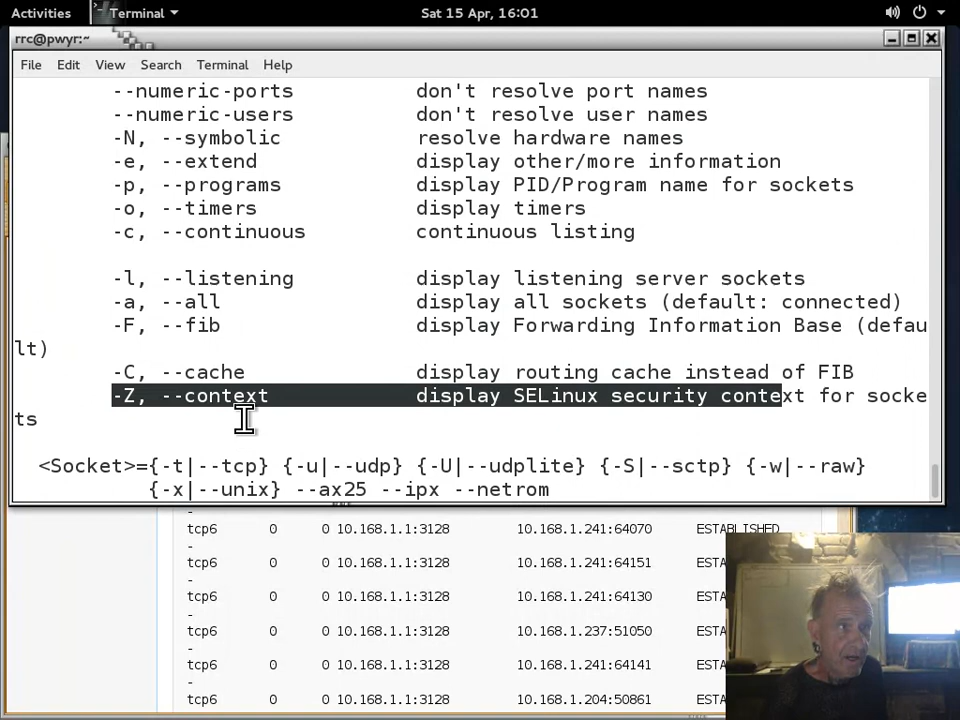 Activities Terminal Sat 15 Apr, 16:01
rrc@pwyr:~
File Edit View Search Terminal Help
--numeric-ports don't resolve port names
--numeric-users don't resolve user names
-N, --symbolic resolve hardware names
-e, --extend display other/more information
-p, --programs display PID/Program name for sockets
-o, --timers display timers
-c, --continuous continuous listing
-l, --listening display listening server sockets
-a, --all display all sockets (default: connected)
-F, --fib display Forwarding Information Base (defau
lt)
-C, --cache display routing cache instead of FIB
-Z, --context display SELinux security context for socke
ts
<Socket>={-t|--tcp} {-u|--udp} {-U|--udplite} {-S|--sctp} {-w|--raw}
{-x|--unix} --ax25 --ipx --netrom
-
tcp6 0 0 10.168.1.1:3128 10.168.1.241:64070 ESTABLISHED
-
tcp6 0 0 10.168.1.1:3128 10.168.1.241:64151 ESTA
-
tcp6 0 0 10.168.1.1:3128 10.168.1.241:64130 ESTA
-
tcp6 0 0 10.168.1.1:3128 10.168.1.237:51050 ESTA
-
tcp6 0 0 10.168.1.1:3128 10.168.1.241:64141 ESTA
-
tcp6 0 0 10.168.1.1:3128 10.168.1.204:50861 ESTA